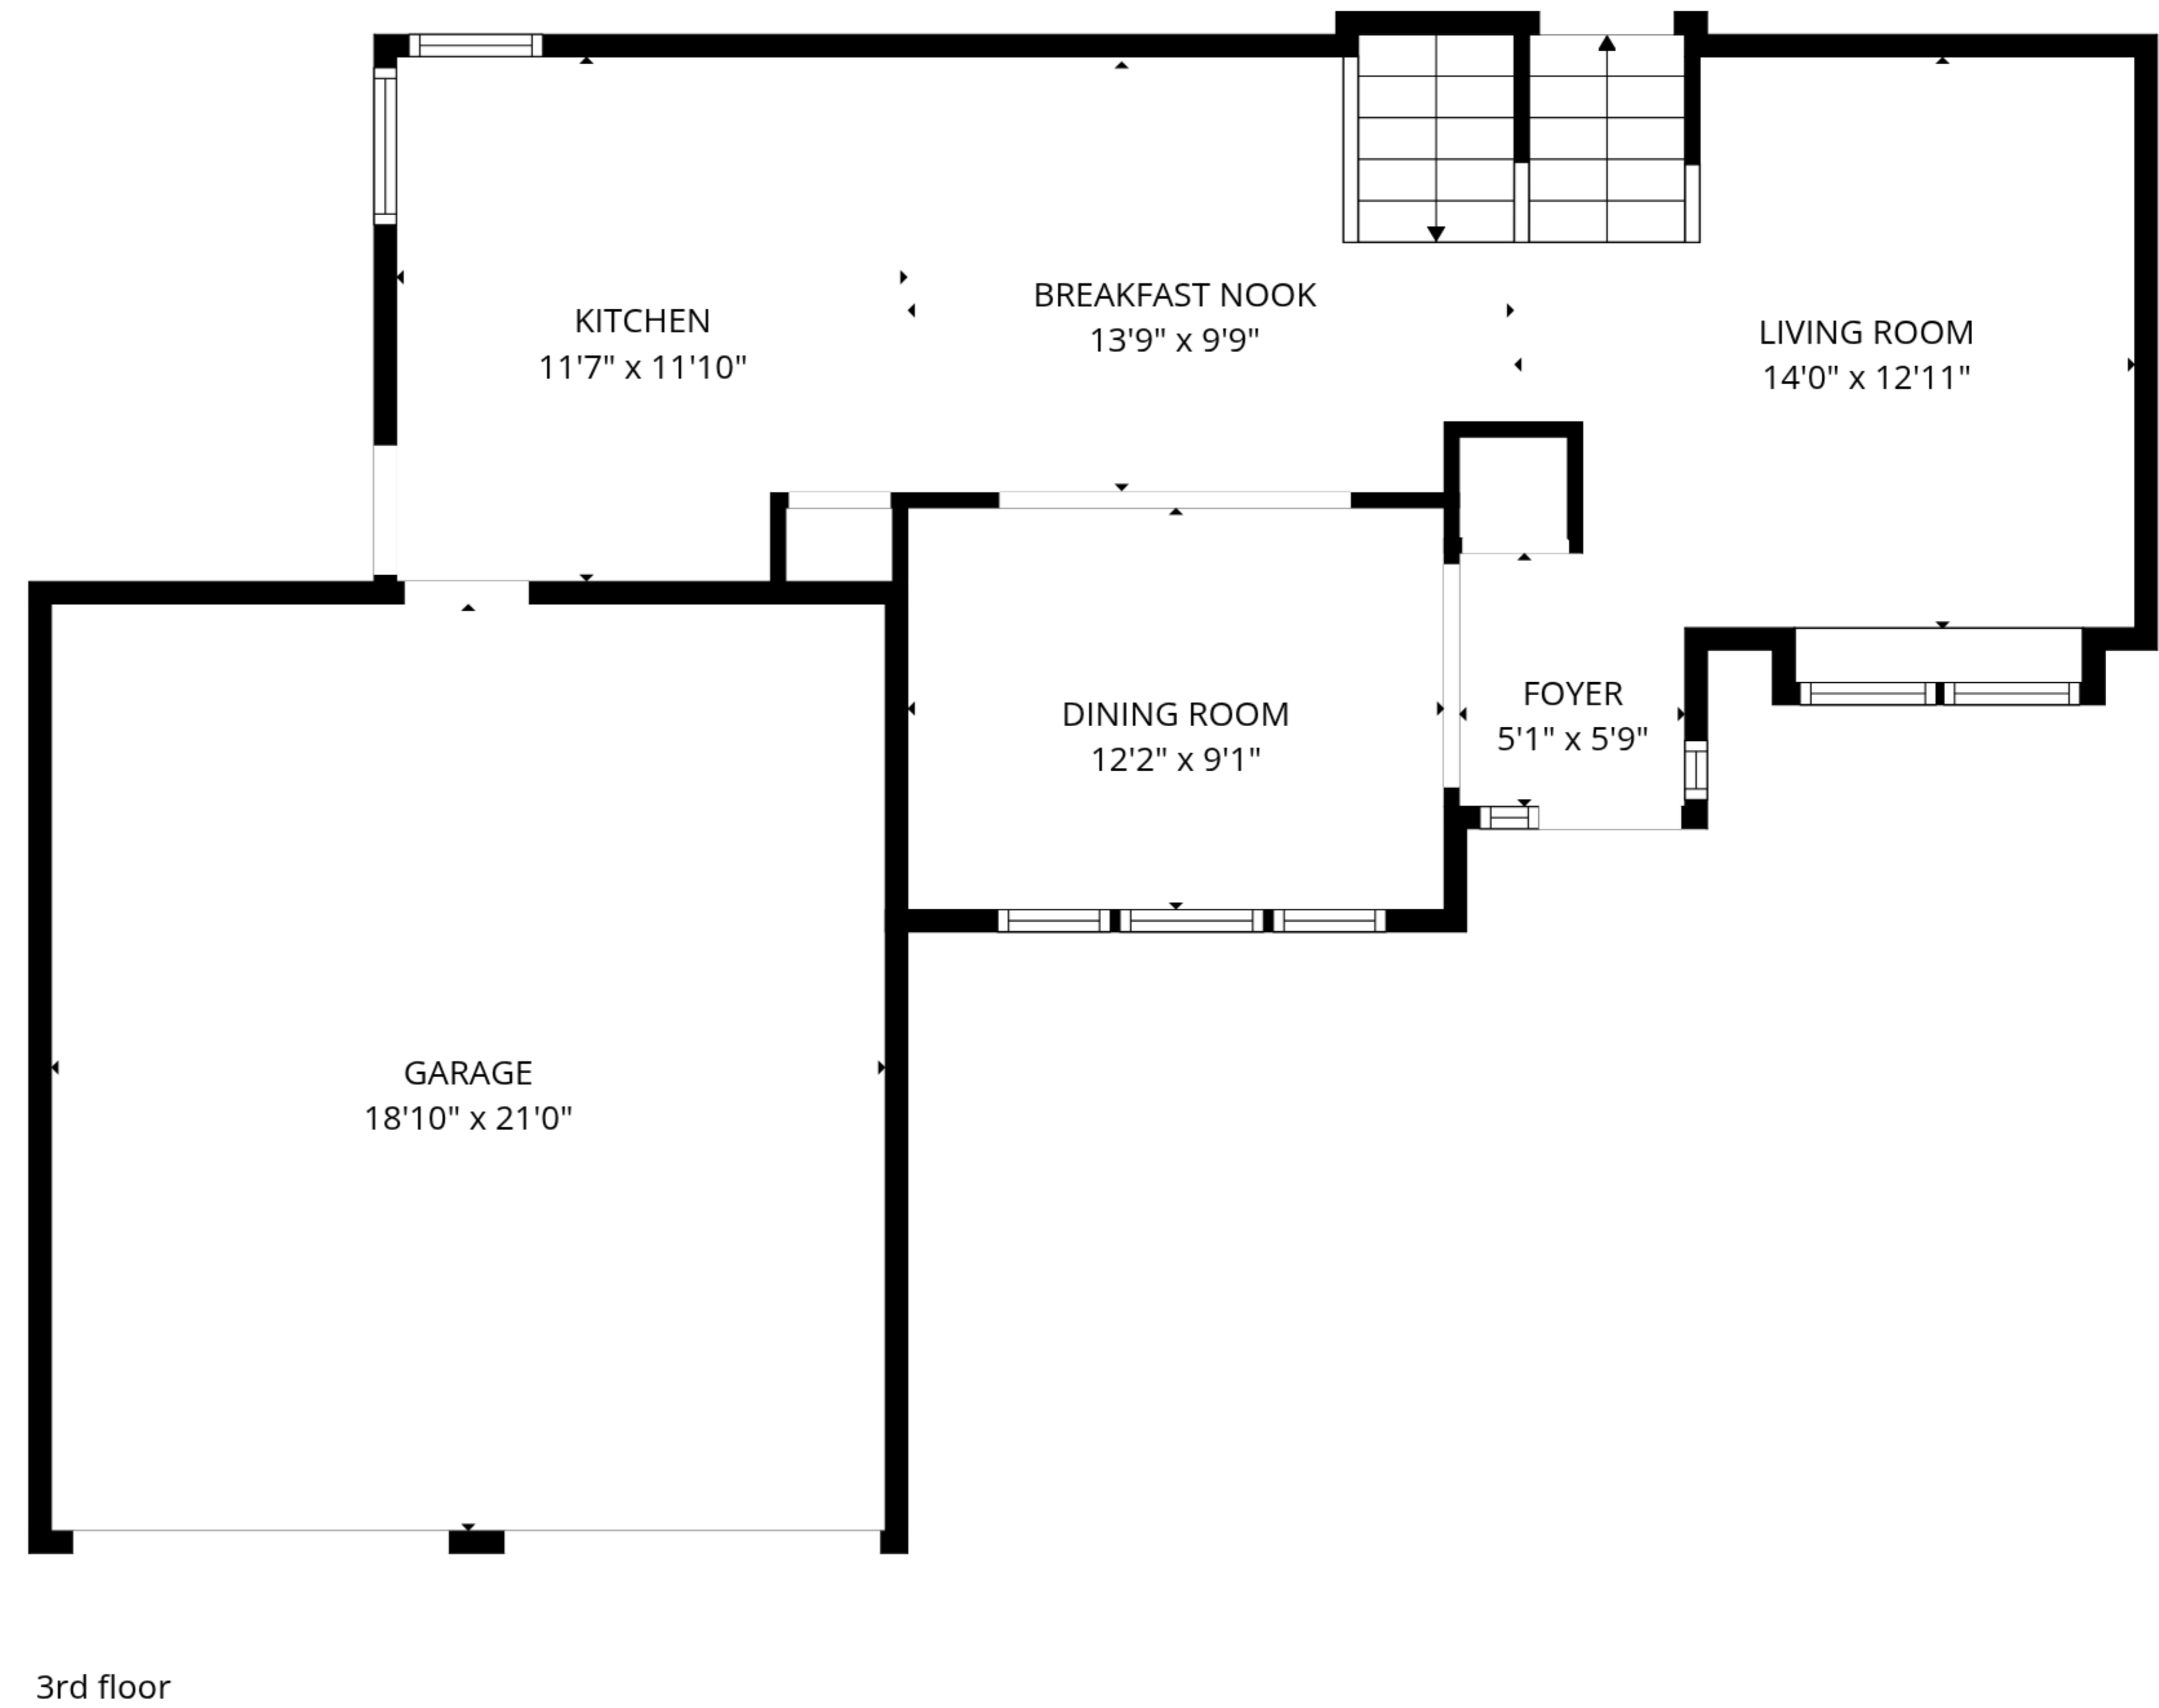 BREAKFAST NOOK
13'9" x 9'9"
KITCHEN
11'7" x 11'10"
LIVING ROOM
14'0" x 12'11"
FOYER
5'1" x 5'9"
DINING ROOM
12'2" x 9'1"
GARAGE
18'10" x 21'0"
3rd floor